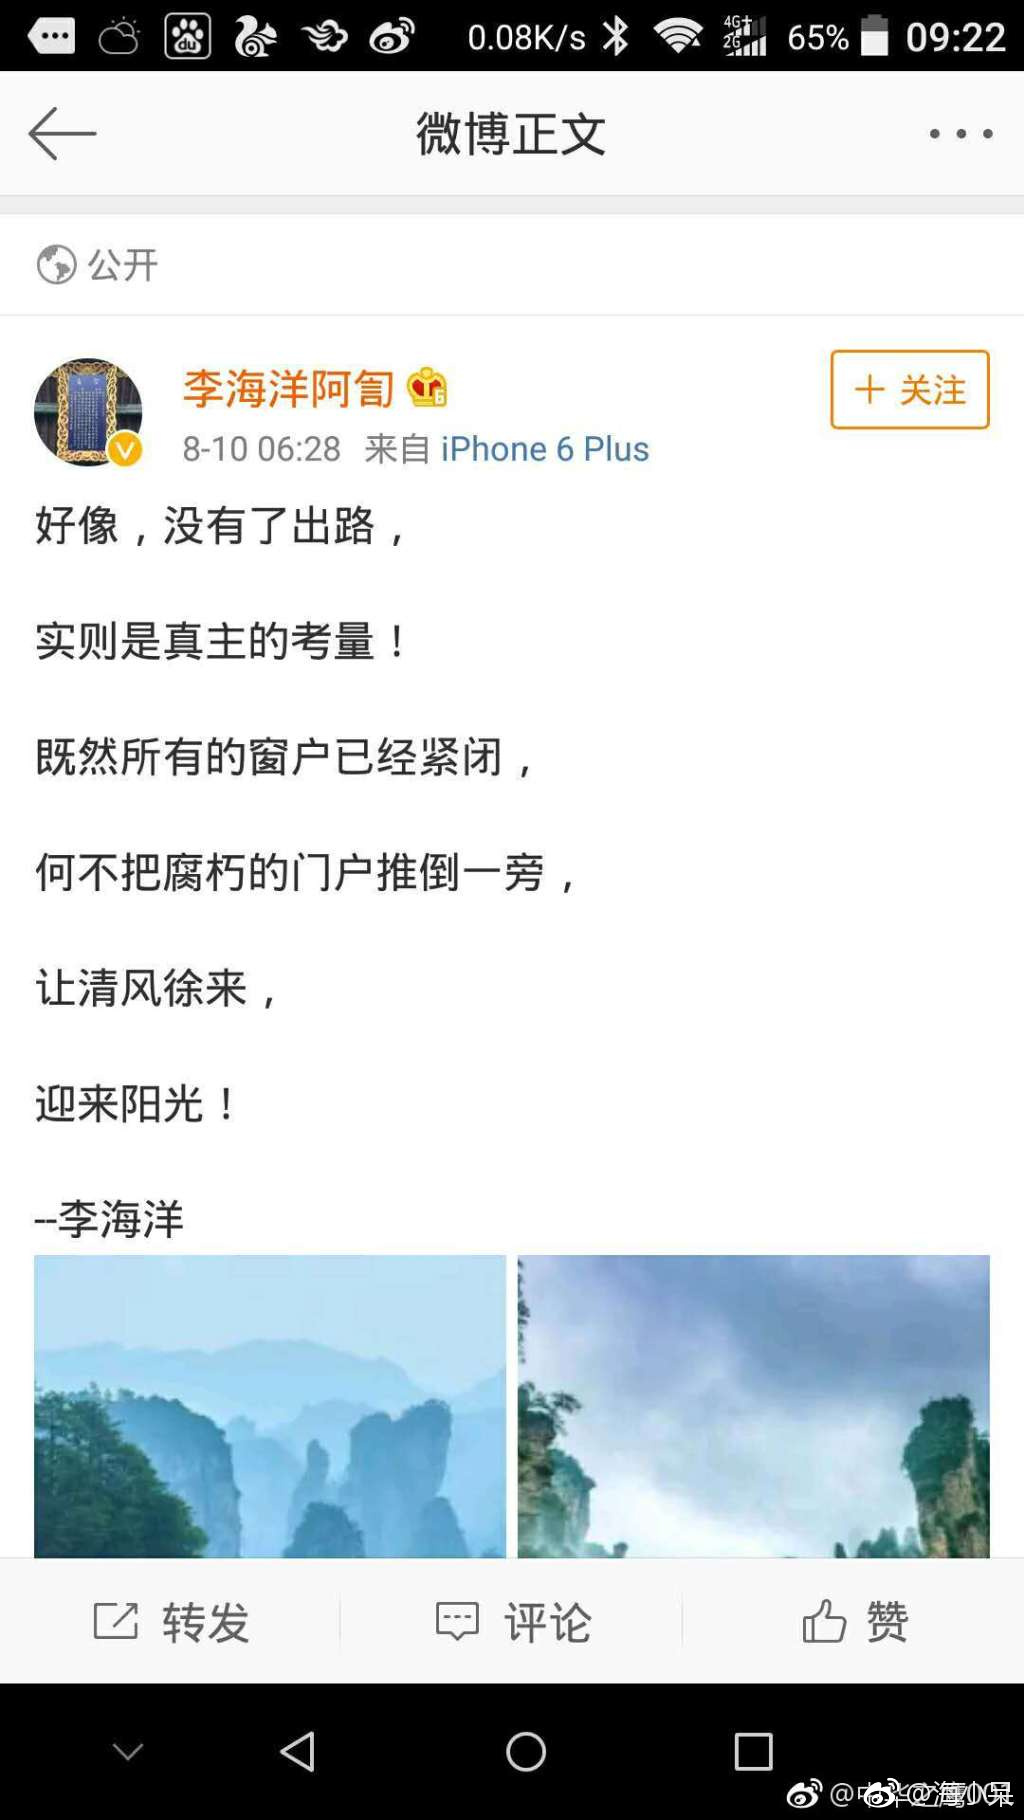 0.08K/s 4G+ 2G 65% 09:22
微博正文
公开
李海洋阿訇
+ 关注
8-10 06:28 来自 iPhone 6 Plus
好像，没有了出路，
实则是真主的考量！
既然所有的窗户已经紧闭，
何不把腐朽的门户推倒一旁，
让清风徐来，
迎来阳光！
--李海洋
转发 评论 赞
@海小呆